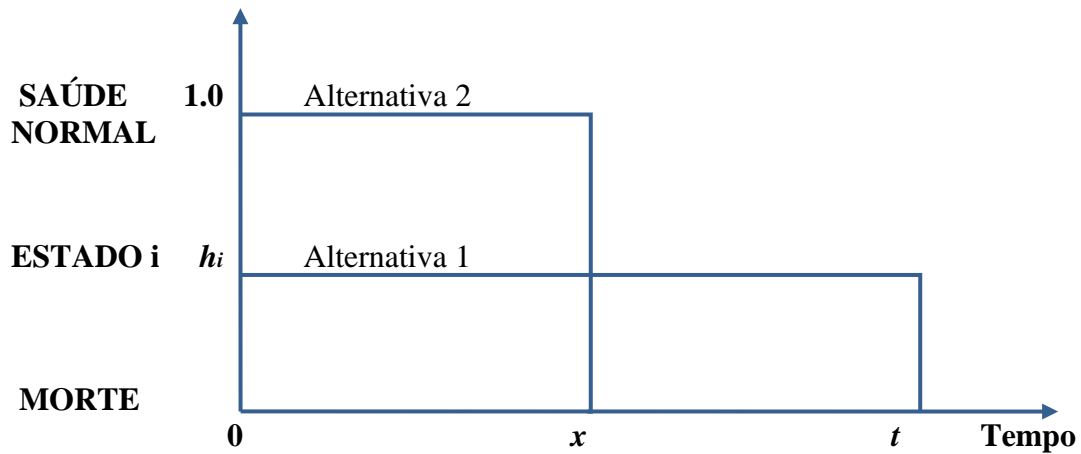 SAÚDE 1.0 Alternativa 2
NORMAL
ESTADO i hi Alternativa 1
MORTE
0 x t Tempo